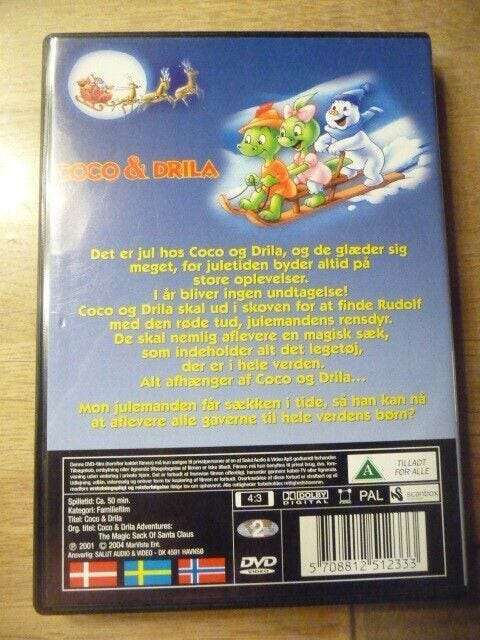 COCO & DRILA
Det er jul hos Coco og Drila, og de glæder sig
meget, for juletiden byder altid på
store oplevelser.
I år bliver ingen undtagelse!
Coco og Drila skal ud i skoven for at finde Rudolf
med den røde tud, julemandens rensdyr.
De skal nemlig aflevere en magisk sæk,
som indeholder alt det legetøj,
der er i hele verden.
Alt afhænger af Coco og Drila...
Mon julemanden får sækken i tide, så han kan nå
at aflevere alle gaverne til hele verdens børn?
A
TILLADT
FOR ALLE
Spilletid: Ca. 50 min.
Kategori: Familiefilm
Titel: Coco & Drila
Org. titel: Coco & Drila Adventures:
The Magic Sack Of Santa Claus
℗ 2001 © 2004 MarVista Ent.
Ansvarlig: SALUT AUDIO & VIDEO - DK 4591 HAVNSØ
4:3
DOLBY
DIGITAL
PAL
scanbox
2
DVD
VIDEO
5 708812 512333